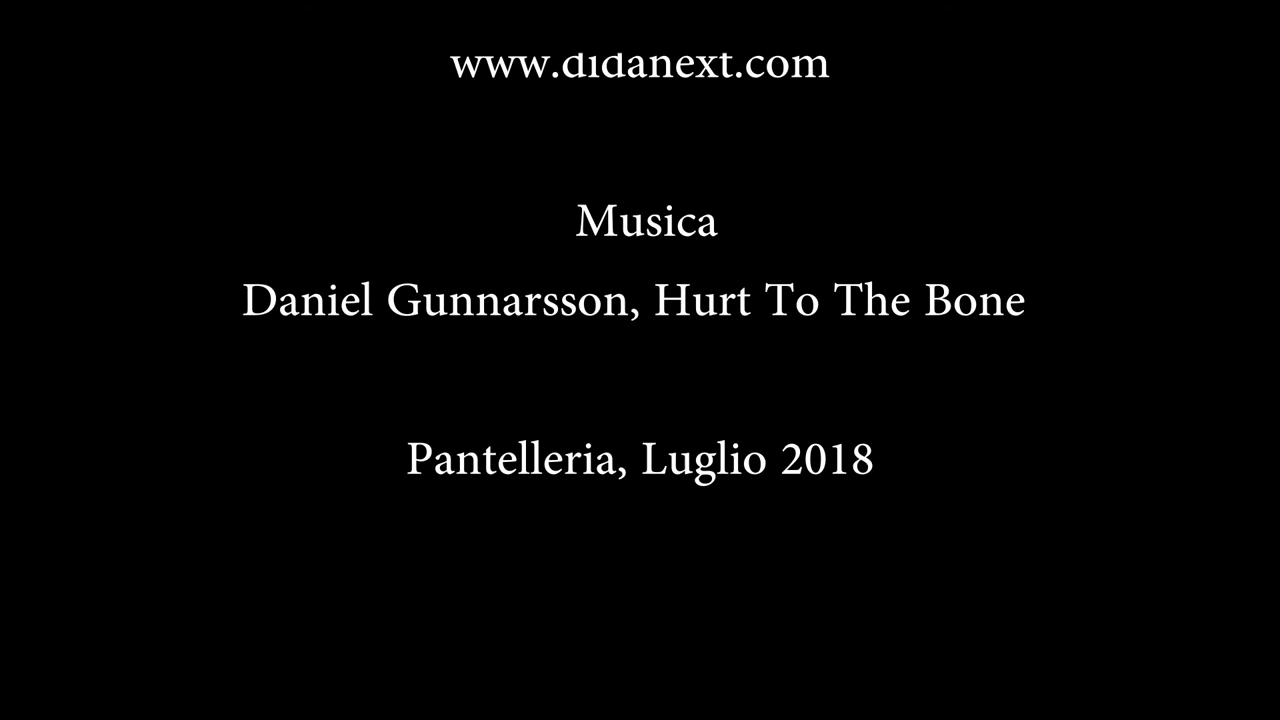 www.didanext.com
Musica
Daniel Gunnarsson, Hurt To The Bone
Pantelleria, Luglio 2018